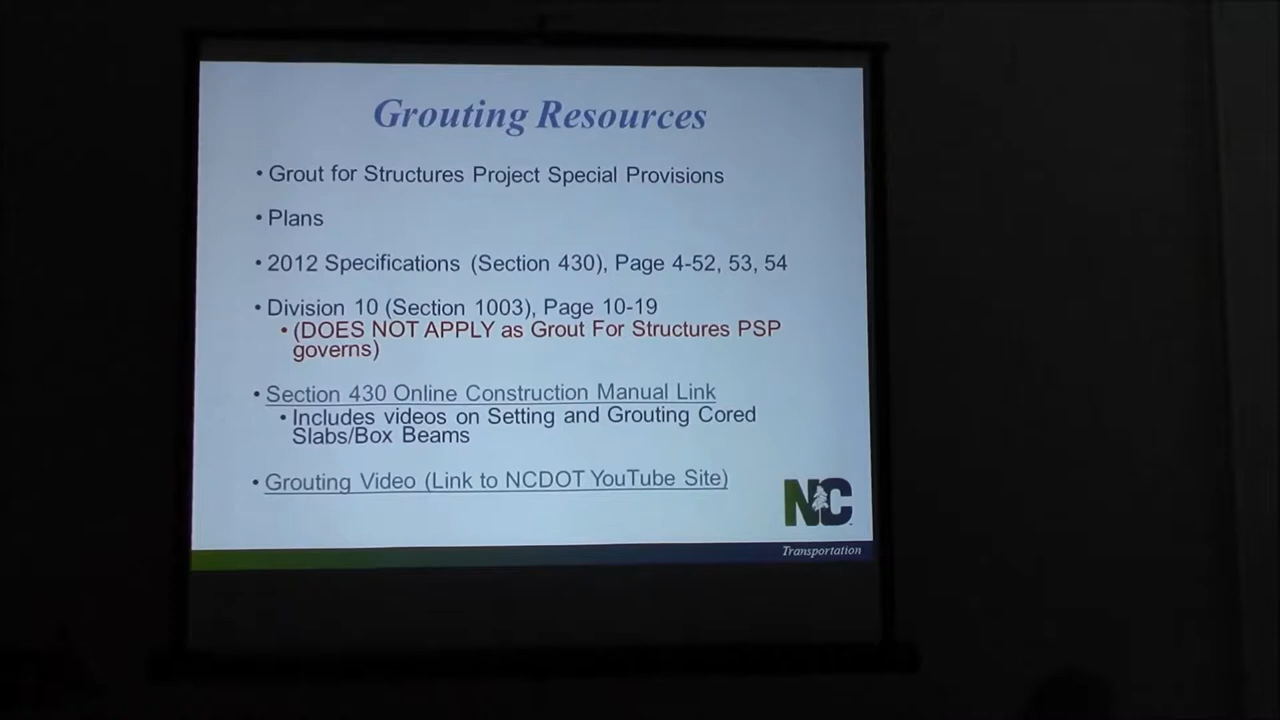 Grouting Resources
• Grout for Structures Project Special Provisions
• Plans
• 2012 Specifications (Section 430), Page 4-52, 53, 54
• Division 10 (Section 1003), Page 10-19
• (DOES NOT APPLY as Grout For Structures PSP
governs)
• Section 430 Online Construction Manual Link
• Includes videos on Setting and Grouting Cored
Slabs/Box Beams
• Grouting Video (Link to NCDOT YouTube Site)
NC
Transportation